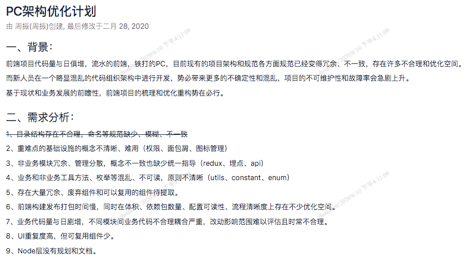 PC架构优化计划
由 周振(周振)创建, 最后修改于二月 28, 2020
一、背景：
前端项目代码量与日俱增，流水的前端，铁打的PC，目前现有的项目架构和规范各方面规范已经变得冗余、不一致，存在许多不合理和优化空间。
而新人员在一个略显混乱的代码组织架构中进行开发，势必带来更多的不确定性和混乱，项目的不可维护性和故障率会急剧上升。
基于现状和业务发展的前瞻性，前端项目的梳理和优化重构势在必行。
二、需求分析：
1、目录结构存在不合理，命名等规范缺少、模糊、不一致
2、重难点的基础设施的概念不清晰、难用（权限、面包屑、图标管理）
3、非业务模块冗余、管理分散，概念不一致也缺少统一指导（redux、埋点、api）
4、业务和非业务工具方法、枚举等混乱、不可读，原则不清晰（utils、constant、enum）
5、存在大量冗余、废弃组件和可以复用的组件待提取。
6、前端构建发布打包时间慢，同时在体积、依赖包数量、配置可读性、流程清晰度上存在不少优化空间。
7、业务代码量与日剧增，不同模块间业务代码不合理耦合严重，改动影响范围难以评估且时常不合理。
8、UI重复度高，但可复用组件少。
9、Node层没有规划和文档。